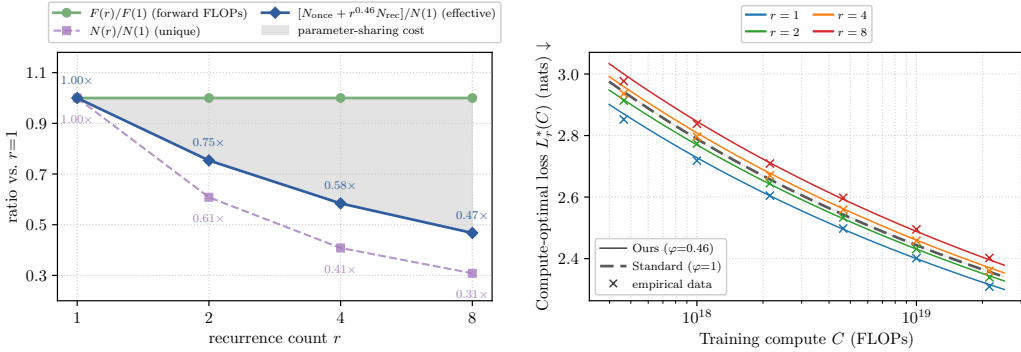 F(r)/F(1) (forward FLOPs)
N(r)/N(1) (unique)
[N_once + r^0.46 N_rec]/N(1) (effective)
parameter-sharing cost
ratio vs. r=1
1.1
0.9
0.7
0.5
0.3
1.00×
1.00×
0.75×
0.61×
0.58×
0.41×
0.47×
0.31×
1
2
4
8
recurrence count r
r = 1
r = 2
r = 4
r = 8
Compute-optimal loss L*_r(C) (nats) ↓
3.0
2.8
2.6
2.4
Ours (φ=0.46)
Standard (φ=1)
empirical data
10^18
10^19
Training compute C (FLOPs)